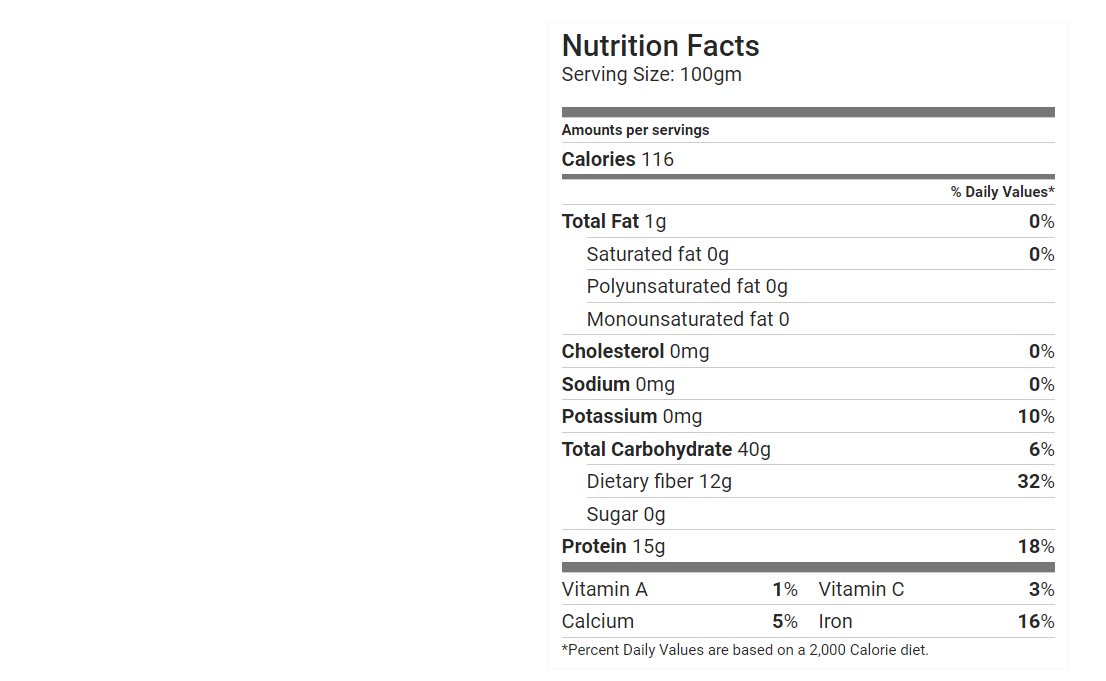 Nutrition Facts
Serving Size: 100gm
Amounts per servings
Calories 116
% Daily Values*
Total Fat 1g 0%
Saturated fat 0g 0%
Polyunsaturated fat 0g
Monounsaturated fat 0
Cholesterol 0mg 0%
Sodium 0mg 0%
Potassium 0mg 10%
Total Carbohydrate 40g 6%
Dietary fiber 12g 32%
Sugar 0g
Protein 15g 18%
Vitamin A 1% Vitamin C 3%
Calcium 5% Iron 16%
*Percent Daily Values are based on a 2,000 Calorie diet.